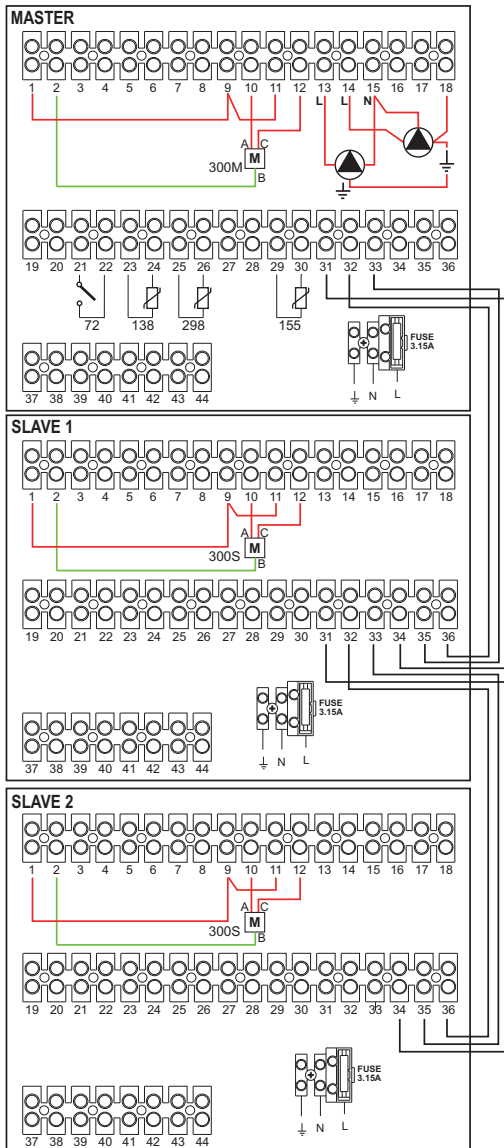 MASTER
1 2 3 4 5 6 7 8 9 10 11 12 13 14 15 16 17 18
L L N
A C
300M M
B
19 20 21 22 23 24 25 26 27 28 29 30 31 32 33 34 35 36
72 138 298 155
FUSE
3.15A
N L
37 38 39 40 41 42 43 44
SLAVE 1
1 2 3 4 5 6 7 8 9 10 11 12 13 14 15 16 17 18
A C
M
300S
B
19 20 21 22 23 24 25 26 27 28 29 30 31 32 33 34 35 36
FUSE
3.15A
N L
37 38 39 40 41 42 43 44
SLAVE 2
1 2 3 4 5 6 7 8 9 10 11 12 13 14 15 16 17 18
A C
M
300S
B
19 20 21 22 23 24 25 26 27 28 29 30 31 32 33 34 35 36
FUSE
3.15A
N L
37 38 39 40 41 42 43 44